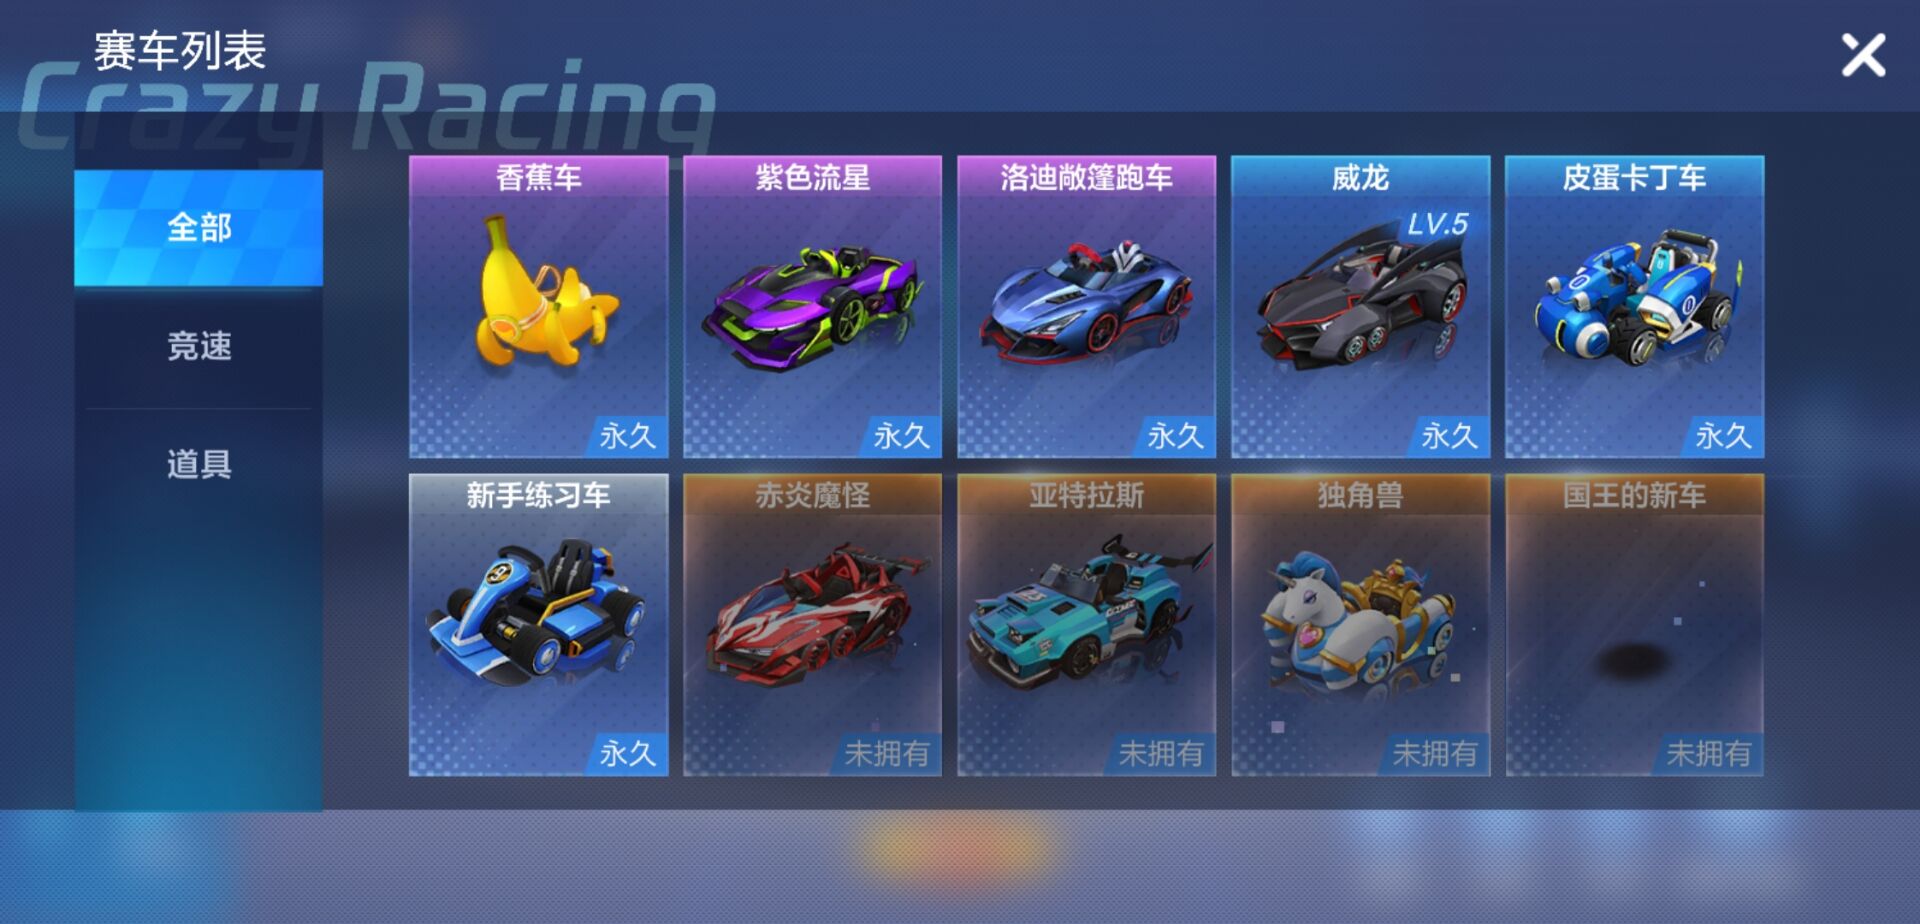 赛车列表
Crazy Racing
全部
竞速
道具
香蕉车
永久
紫色流星
永久
洛迪敞篷跑车
永久
威龙
LV.5
永久
皮蛋卡丁车
永久
新手练习车
永久
赤炎魔怪
未拥有
亚特拉斯
未拥有
独角兽
未拥有
国王的新车
未拥有